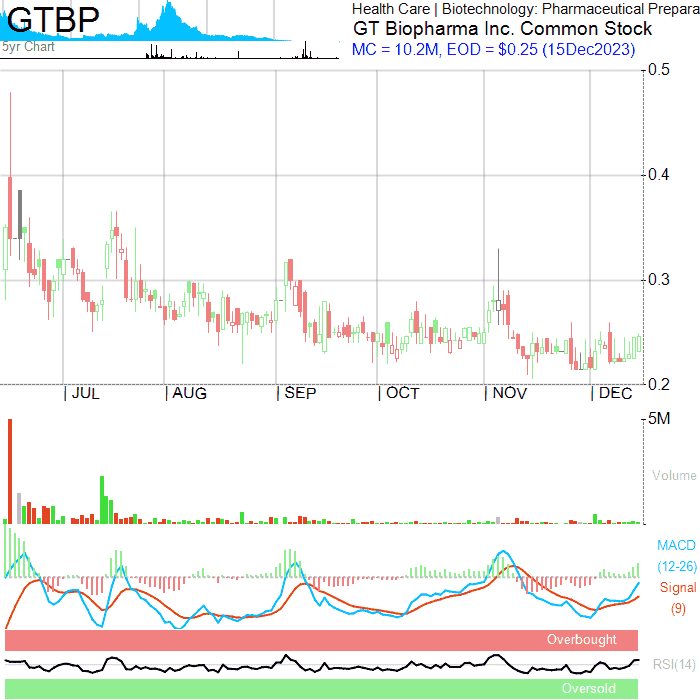 GTBP
5yr Chart
Health Care | Biotechnology: Pharmaceutical Prepara
GT Biopharma Inc. Common Stock
MC = 10.2M, EOD = $0.25 (15Dec2023)
0.5
0.4
0.3
0.2
| JUL | AUG | SEP | OCT | NOV | DEC
5M
Volume
MACD
(12-26)
Signal
(9)
Overbought
RSI(14)
Oversold